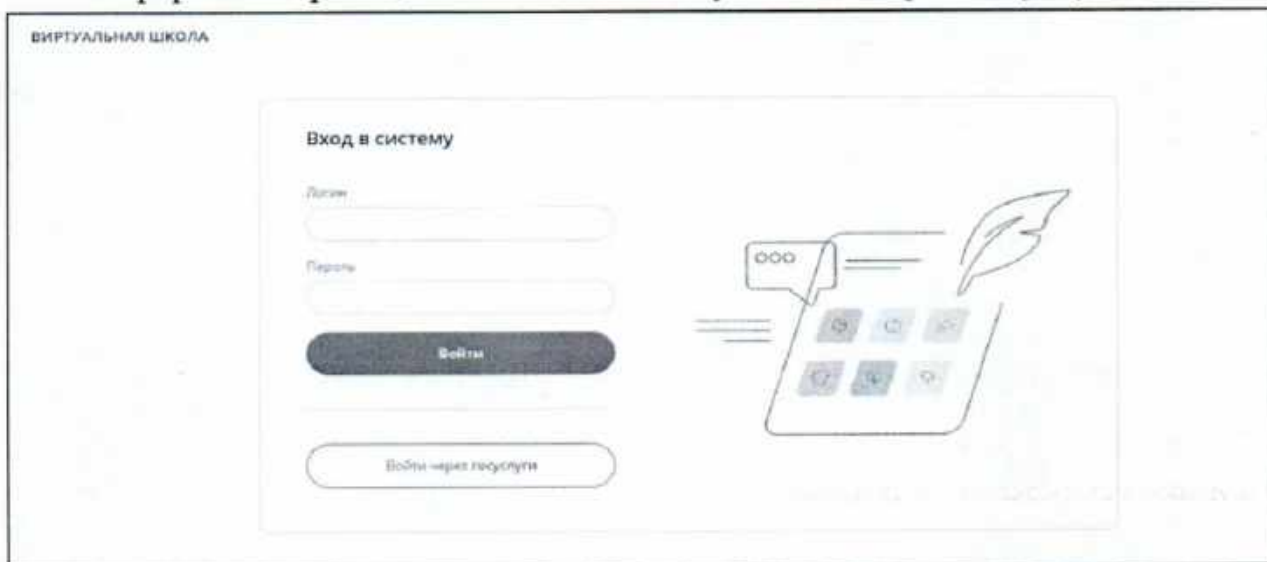 ВИРТУАЛЬНАЯ ШКОЛА
Вход в систему
Логин
Пароль
Войти
Войти через госуслуги